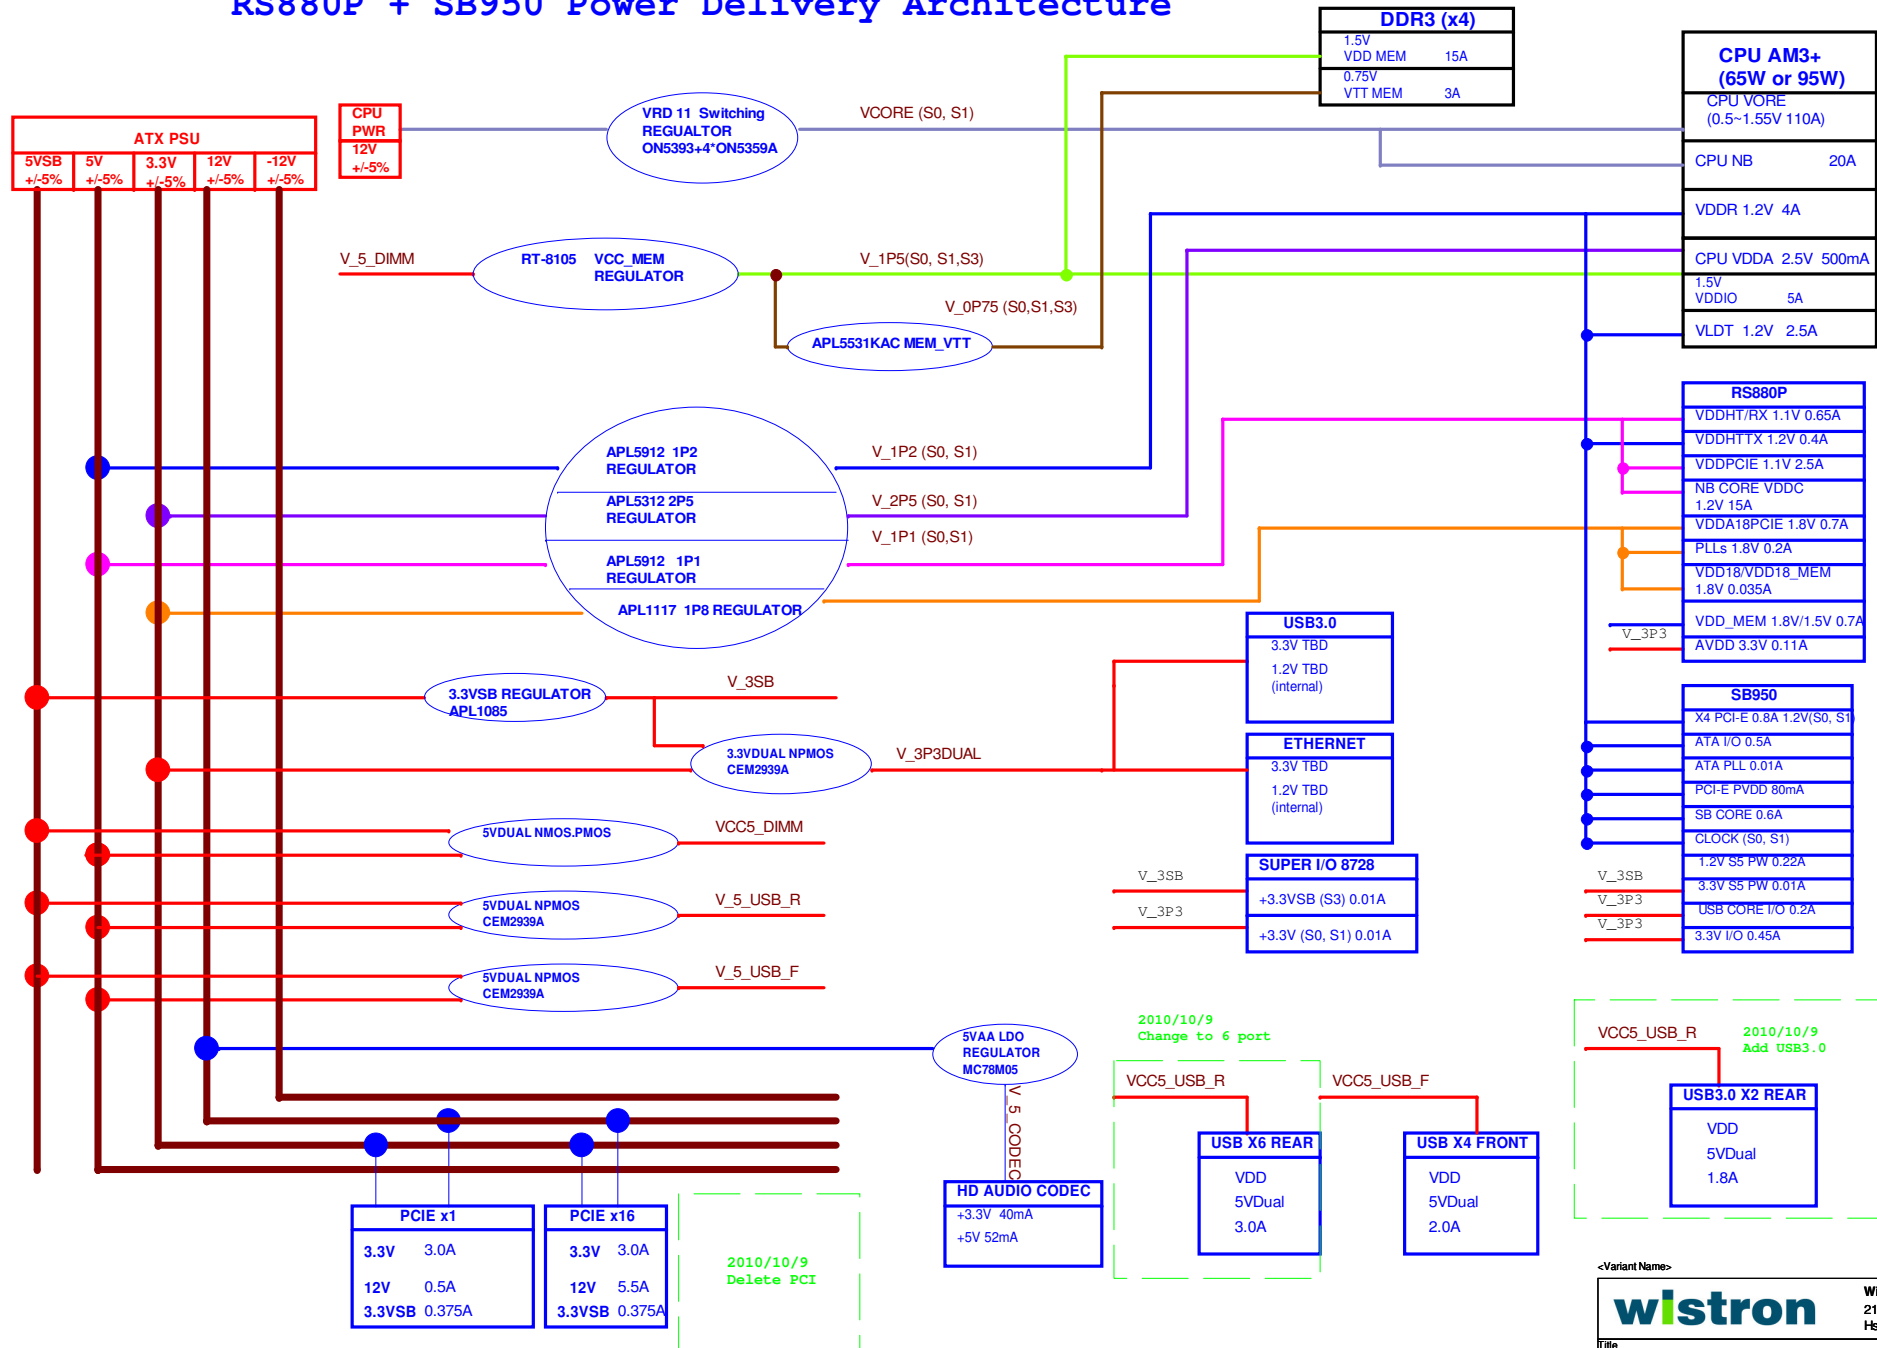 RS880P + SB950 Power Delivery Architecture
DDR3 (x4)
1.5V
VDD MEM 15A
0.75V
VTT MEM 3A
CPU AM3+
(65W or 95W)
CPU VORE
(0.5~1.55V 110A)
CPU NB 20A
VDDR 1.2V 4A
CPU VDDA 2.5V 500mA
1.5V
VDDIO 5A
VLDT 1.2V 2.5A
ATX PSU
5VSB
+/-5%
5V
+/-5%
3.3V
+/-5%
12V
+/-5%
-12V
+/-5%
CPU
PWR
12V
+/-5%
VRD 11 Switching
REGUALTOR
ON5393+4*ON5359A
VCORE (S0, S1)
V_5_DIMM
RT-8105 VCC_MEM
REGULATOR
V_1P5(S0, S1,S3)
V_0P75 (S0,S1,S3)
APL5531KAC MEM_VTT
APL5912 1P2
REGULATOR
V_1P2 (S0, S1)
APL5312 2P5
REGULATOR
V_2P5 (S0, S1)
V_1P1 (S0,S1)
APL5912 1P1
REGULATOR
APL1117 1P8 REGULATOR
RS880P
VDDHT/RX 1.1V 0.65A
VDDHTTX 1.2V 0.4A
VDDPCIE 1.1V 2.5A
NB CORE VDDC
1.2V 15A
VDDA18PCIE 1.8V 0.7A
PLLs 1.8V 0.2A
VDD18/VDD18_MEM
1.8V 0.035A
VDD_MEM 1.8V/1.5V 0.7A
V_3P3
AVDD 3.3V 0.11A
USB3.0
3.3V TBD
1.2V TBD
(internal)
3.3VSB REGULATOR
APL1085
V_3SB
3.3VDUAL NPMOS
CEM2939A
V_3P3DUAL
ETHERNET
3.3V TBD
1.2V TBD
(internal)
SB950
X4 PCI-E 0.8A 1.2V(S0, S1)
ATA I/O 0.5A
ATA PLL 0.01A
PCI-E PVDD 80mA
SB CORE 0.6A
CLOCK (S0, S1)
1.2V S5 PW 0.22A
V_3SB
3.3V S5 PW 0.01A
V_3P3
USB CORE I/O 0.2A
V_3P3
3.3V I/O 0.45A
5VDUAL NMOS.PMOS
VCC5_DIMM
5VDUAL NPMOS
CEM2939A
V_5_USB_R
5VDUAL NPMOS
CEM2939A
V_5_USB_F
SUPER I/O 8728
V_3SB
+3.3VSB (S3) 0.01A
V_3P3
+3.3V (S0, S1) 0.01A
5VAA LDO
REGULATOR
MC78M05
V_5_CODEC
HD AUDIO CODEC
+3.3V 40mA
+5V 52mA
2010/10/9
Change to 6 port
VCC5_USB_R
USB X6 REAR
VDD
5VDual
3.0A
VCC5_USB_F
USB X4 FRONT
VDD
5VDual
2.0A
VCC5_USB_R
2010/10/9
Add USB3.0
USB3.0 X2 REAR
VDD
5VDual
1.8A
PCIE x1
3.3V 3.0A
12V 0.5A
3.3VSB 0.375A
PCIE x16
3.3V 3.0A
12V 5.5A
3.3VSB 0.375A
2010/10/9
Delete PCI
<Variant Name>
wistron
Wi
21
Hs
Title